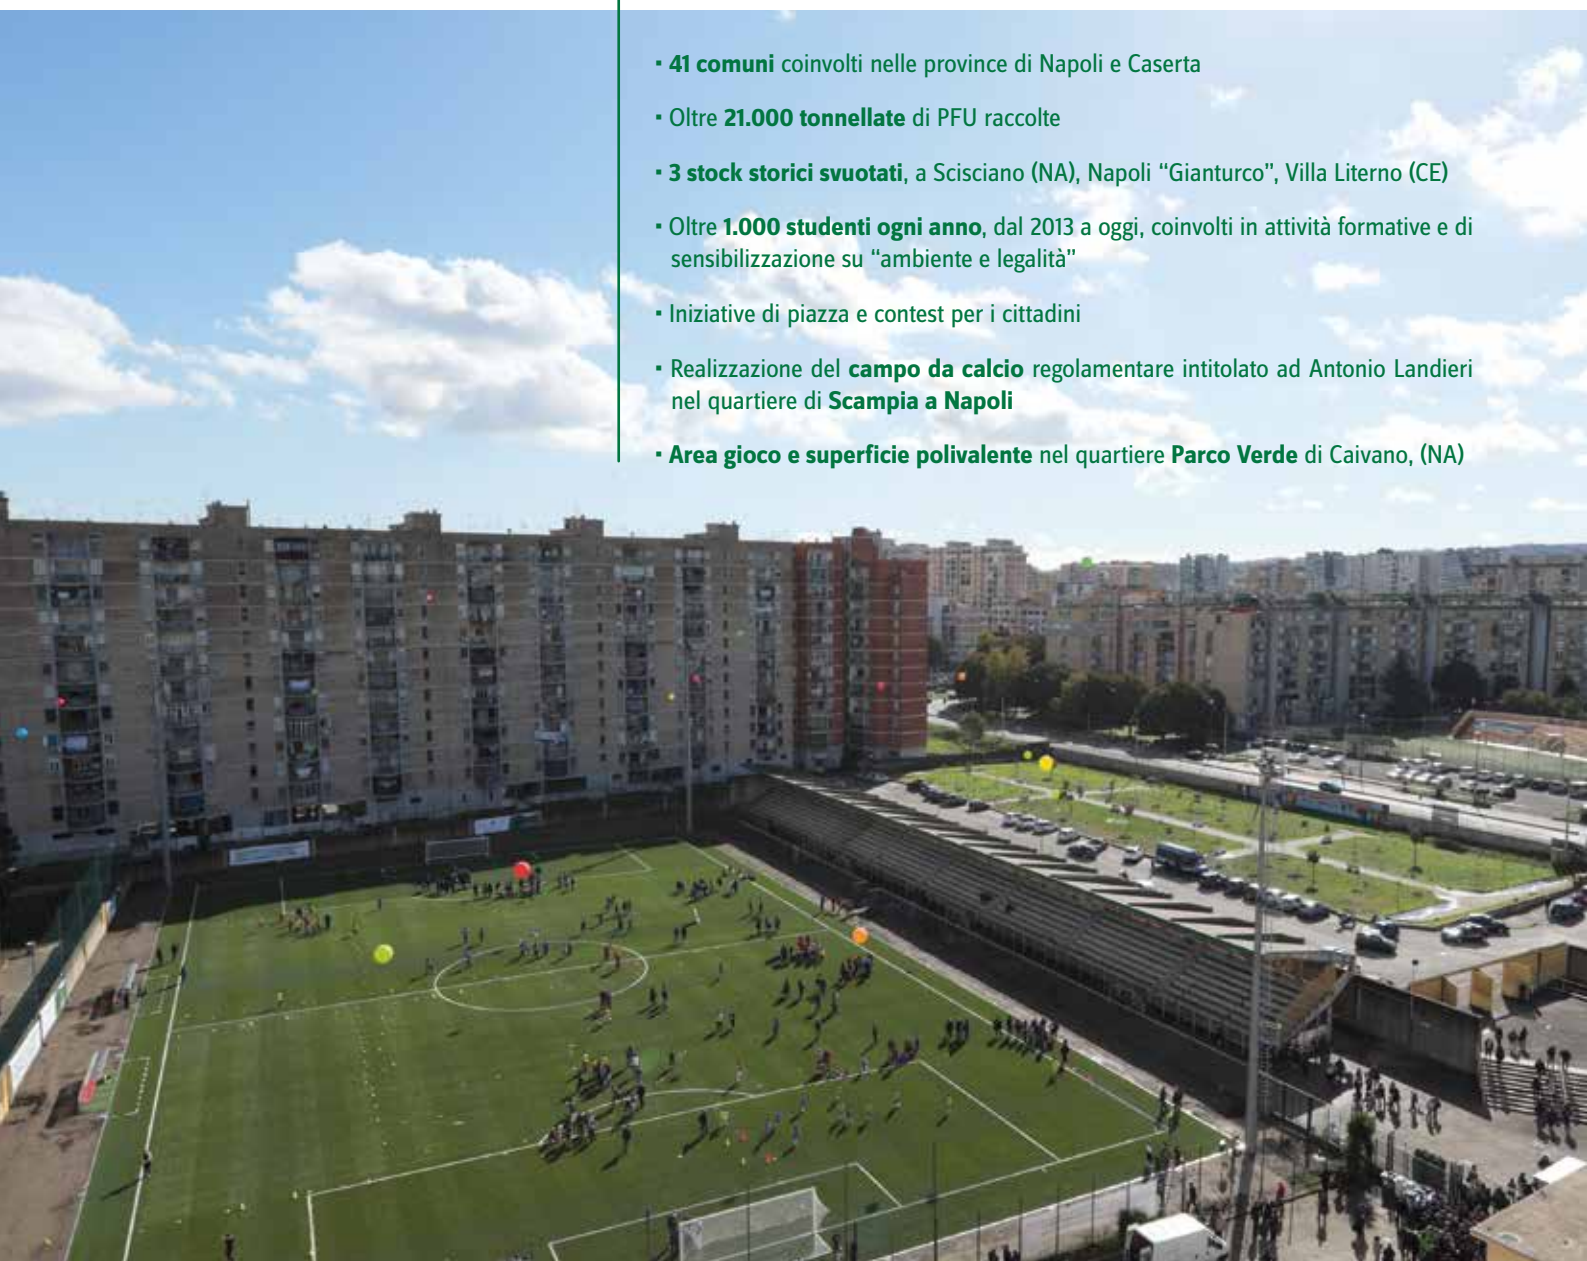 ▪ 41 comuni coinvolti nelle province di Napoli e Caserta
▪ Oltre 21.000 tonnellate di PFU raccolte
▪ 3 stock storici svuotati, a Scisciano (NA), Napoli “Gianturco”, Villa Literno (CE)
▪ Oltre 1.000 studenti ogni anno, dal 2013 a oggi, coinvolti in attività formative e di
sensibilizzazione su “ambiente e legalità”
▪ Iniziative di piazza e contest per i cittadini
▪ Realizzazione del campo da calcio regolamentare intitolato ad Antonio Landieri
nel quartiere di Scampia a Napoli
▪ Area gioco e superficie polivalente nel quartiere Parco Verde di Caivano, (NA)